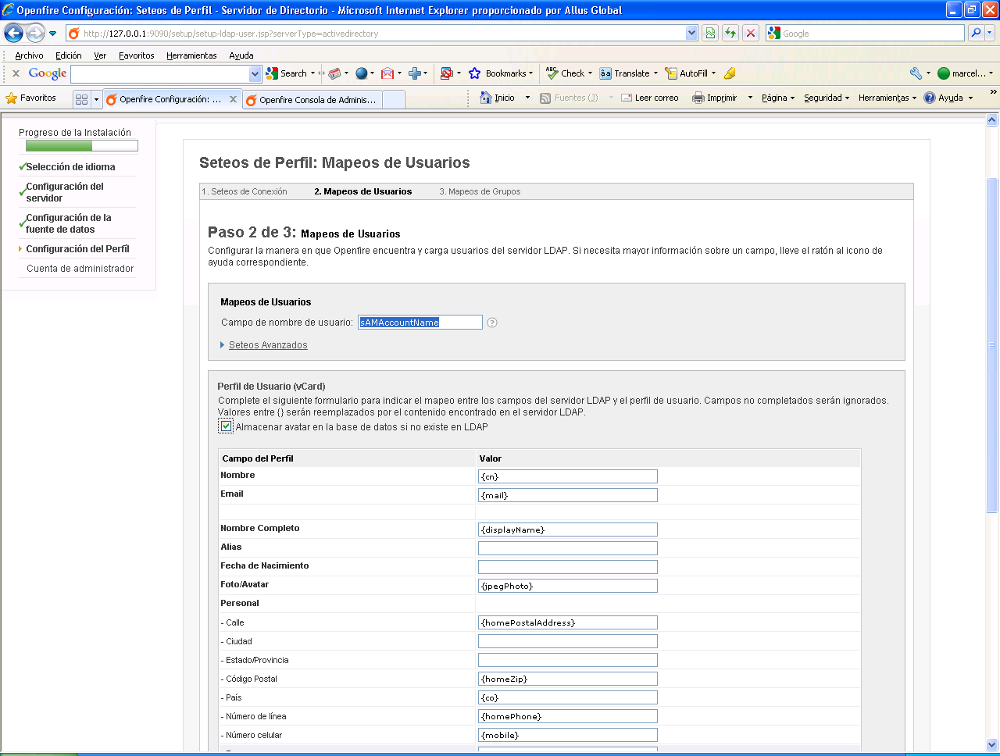 Openfire Configuración: Seteos de Perfil - Servidor de Directorio - Microsoft Internet Explorer proporcionado por Allus Global
http://127.0.0.1:9090/setup/setup-ldap-user.jsp?serverType=activedirectory
Google
Archivo Edición Ver Favoritos Herramientas Ayuda
Google Search Bookmarks Check Translate AutoFill marcel...
Favoritos Openfire Configuración: ... Openfire Consola de Adminis... Inicio Fuentes (J) Leer correo Imprimir Página Seguridad Herramientas Ayuda
Progreso de la Instalación
Selección de idioma
Configuración del
servidor
Configuración de la
fuente de datos
Configuración del Perfíl
Cuenta de administrador
Seteos de Perfil: Mapeos de Usuarios
1. Seteos de Conexión 2. Mapeos de Usuarios 3. Mapeos de Grupos
Paso 2 de 3: Mapeos de Usuarios
Configurar la manera en que Openfire encuentra y carga usuarios del servidor LDAP. Si necesita mayor información sobre un campo, lleve el ratón al icono de
ayuda correspondiente.
Mapeos de Usuarios
Campo de nombre de usuario: sAMAccountName ?
Seteos Avanzados
Perfil de Usuario (vCard)
Complete el siguiente formulario para indicar el mapeo entre los campos del servidor LDAP y el perfil de usuario. Campos no completados serán ignorados.
Valores entre {} serán reemplazados por el contenido encontrado en el servidor LDAP.
Almacenar avatar en la base de datos si no existe en LDAP
Campo del Perfil Valor
Nombre {cn}
Email {mail}
Nombre Completo {displayName}
Alias
Fecha de Nacimiento
Foto/Avatar {jpegPhoto}
Personal
- Calle {homePostalAddress}
- Ciudad
- Estado/Provincia
- Código Postal {homeZip}
- País {co}
- Número de línea {homePhone}
- Número celular {mobile}